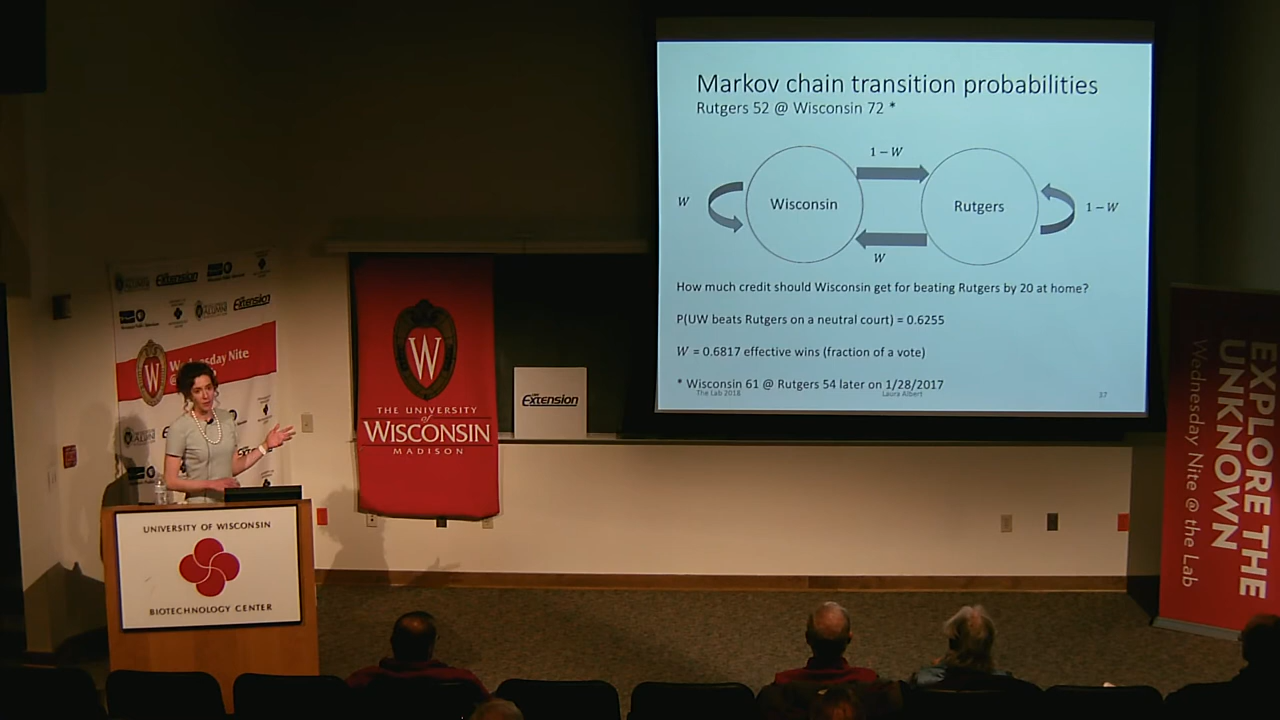 Markov chain transition probabilities
Rutgers 52 @ Wisconsin 72 *
1 – W
W
Wisconsin
Rutgers
1 – W
W
How much credit should Wisconsin get for beating Rutgers by 20 at home?
P(UW beats Rutgers on a neutral court) = 0.6255
W = 0.6817 effective wins (fraction of a vote)
* Wisconsin 61 @ Rutgers 54 later on 1/28/2017
The Lab 2018
Laura Albert
37
Extension
Extension
W
Wednesday Nite
@
W
THE UNIVERSITY
of
WISCONSIN
MADISON
Extension
UNIVERSITY OF WISCONSIN
BIOTECHNOLOGY CENTER
EXPLORE THE
UNKNOWN
Wednesday Nite @ the Lab